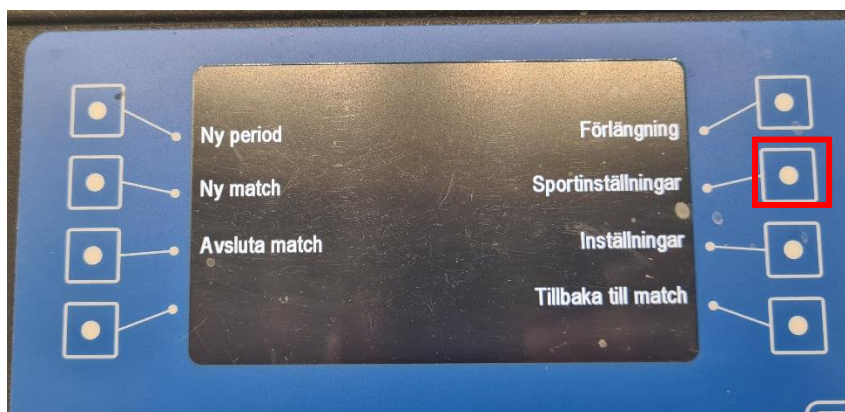 Ny period
Förlängning
Ny match
Sportinställningar
Avsluta match
Inställningar
Tillbaka till match